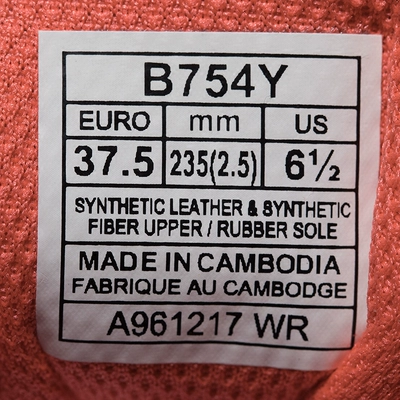 B754Y
EURO mm US
37.5 235(2.5) 6½
SYNTHETIC LEATHER & SYNTHETIC
FIBER UPPER / RUBBER SOLE
MADE IN CAMBODIA
FABRIQUE AU CAMBODGE
A961217 WR